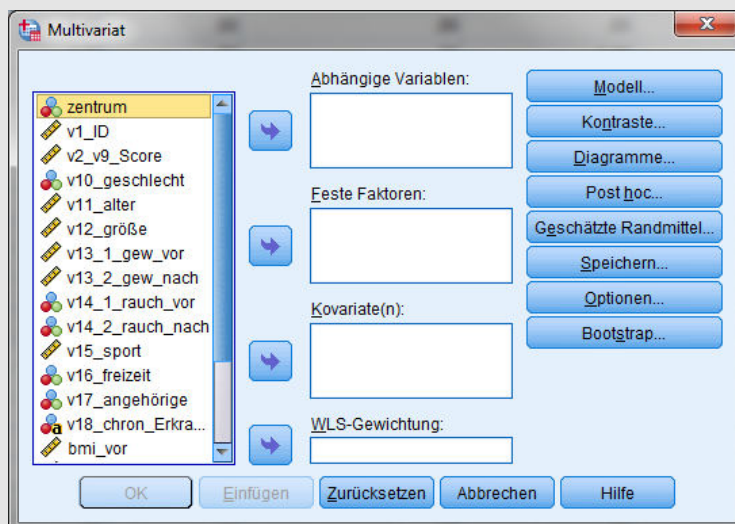 Multivariat
zentrum
v1_ID
v2_v9_Score
v10_geschlecht
v11_alter
v12_größe
v13_1_gew_vor
v13_2_gew_nach
v14_1_rauch_vor
v14_2_rauch_nach
v15_sport
v16_freizeit
v17_angehörige
a v18_chron_Erkra...
bmi_vor
Abhängige Variablen:
Feste Faktoren:
Kovariate(n):
WLS-Gewichtung:
Modell...
Kontraste...
Diagramme...
Post hoc...
Geschätzte Randmittel...
Speichern...
Optionen...
Bootstrap...
OK
Einfügen
Zurücksetzen
Abbrechen
Hilfe